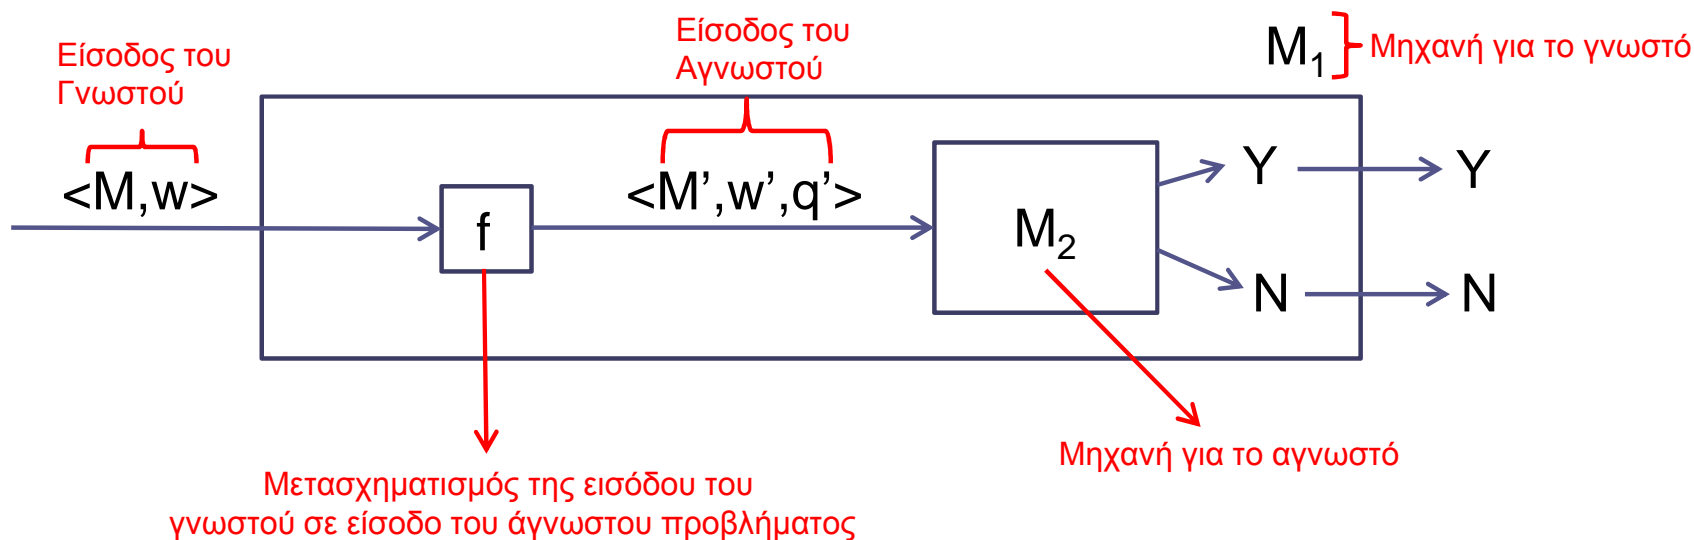 Είσοδος του
Γνωστού
Είσοδος του
Αγνωστού
M1
Μηχανή για το γνωστό
<M,w>
f
<M’,w’,q’>
M2
Y
Y
N
N
Μηχανή για το αγνωστό
Μετασχηματισμός της εισόδου του
γνωστού σε είσοδο του άγνωστου προβλήματος